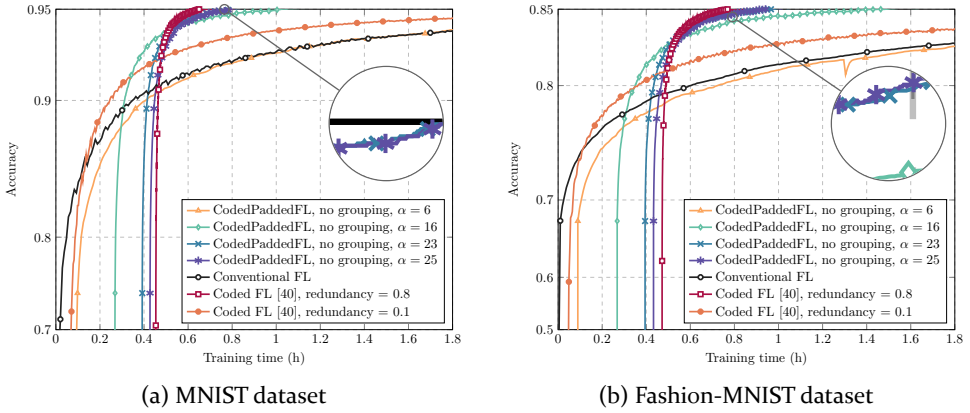 0.95
0.9
0.8
0.7
Accuracy
0 0.2 0.4 0.6 0.8 1 1.2 1.4 1.6 1.8
Training time (h)
CodedPaddedFL, no grouping, α = 6
CodedPaddedFL, no grouping, α = 16
CodedPaddedFL, no grouping, α = 23
CodedPaddedFL, no grouping, α = 25
Conventional FL
Coded FL [40], redundancy = 0.8
Coded FL [40], redundancy = 0.1
(a) MNIST dataset
0.85
0.8
0.7
0.6
0.5
Accuracy
0 0.2 0.4 0.6 0.8 1 1.2 1.4 1.6 1.8
Training time (h)
CodedPaddedFL, no grouping, α = 6
CodedPaddedFL, no grouping, α = 16
CodedPaddedFL, no grouping, α = 23
CodedPaddedFL, no grouping, α = 25
Conventional FL
Coded FL [40], redundancy = 0.8
Coded FL [40], redundancy = 0.1
(b) Fashion-MNIST dataset